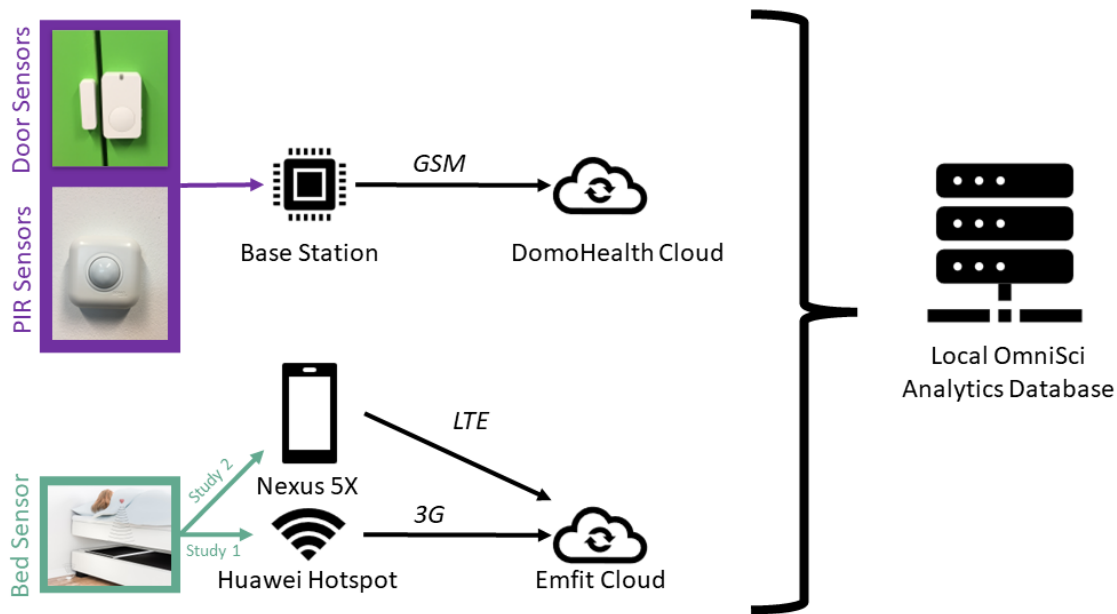 Door Sensors
PIR Sensors
GSM
Base Station
DomoHealth Cloud
Local OmniSci
Analytics Database
Bed Sensor
Study 2
Study 1
Nexus 5X
LTE
Huawei Hotspot
3G
Emfit Cloud